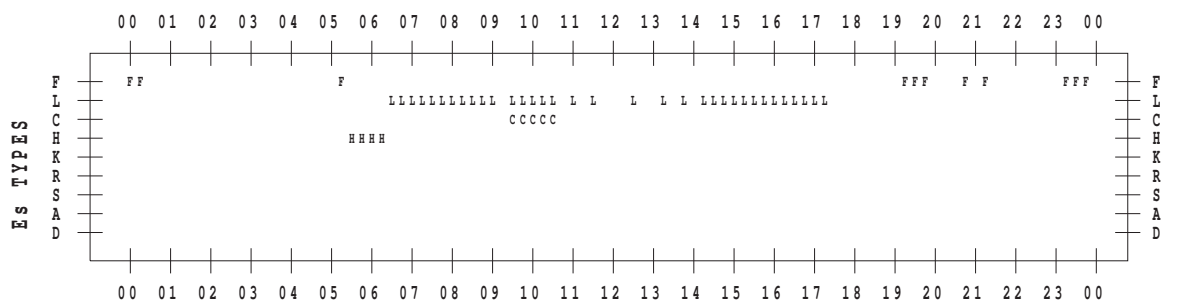 00 01 02 03 04 05 06 07 08 09 10 11 12 13 14 15 16 17 18 19 20 21 22 23 00
F FF F FFF F F FFF F
L LLLLLLLLLLL LLLLL L L L L L LLLLLLLLLLLLL L
C CCCCC C
H HHHH H
K K
R R
S S
A A
D D
Es TYPES
00 01 02 03 04 05 06 07 08 09 10 11 12 13 14 15 16 17 18 19 20 21 22 23 00